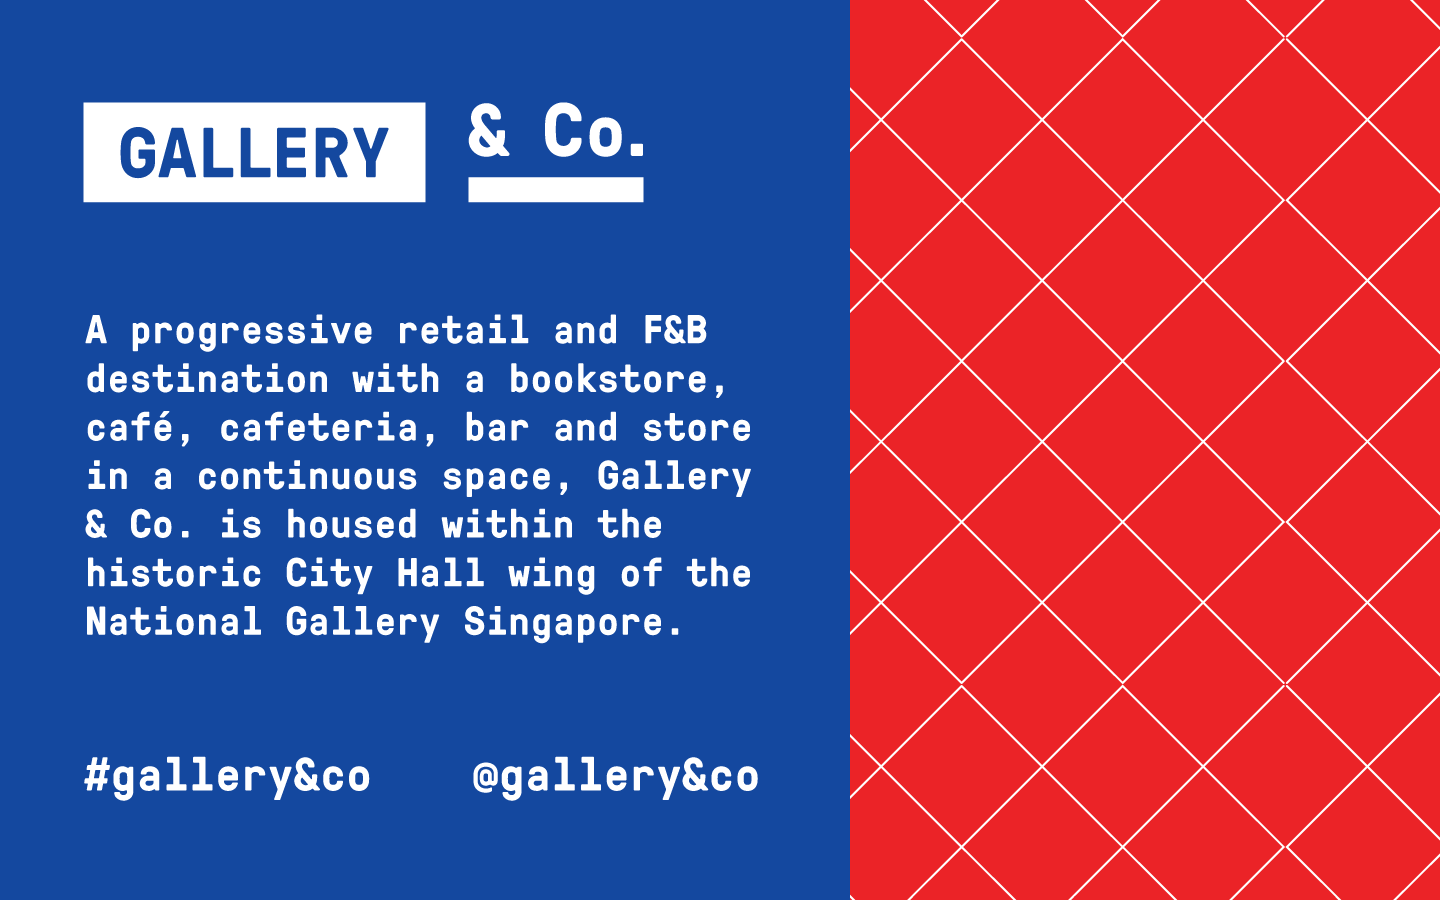 GALLERY & Co.
A progressive retail and F&B
destination with a bookstore,
café, cafeteria, bar and store
in a continuous space, Gallery
& Co. is housed within the
historic City Hall wing of the
National Gallery Singapore.
#gallery&co @gallery&co